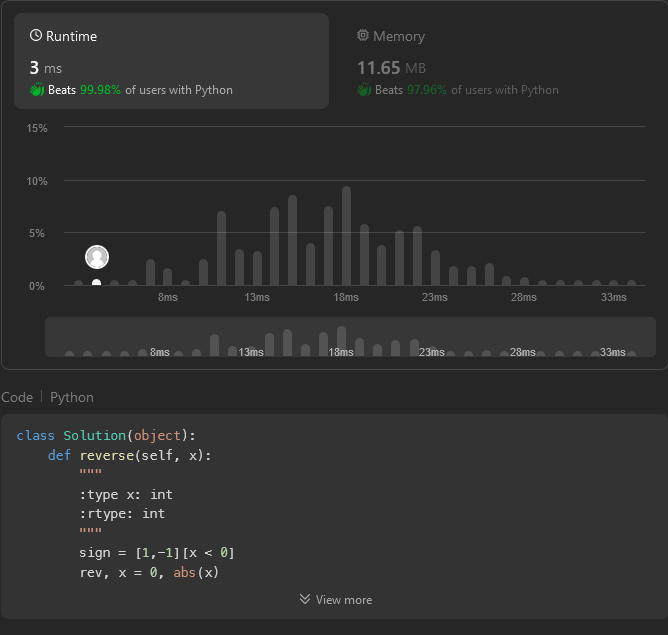 Runtime
3 ms
Beats 99.98% of users with Python
Memory
11.65 MB
Beats 97.96% of users with Python
15%
10%
5%
0%
8ms 13ms 18ms 23ms 28ms 33ms
8ms 13ms 18ms 23ms 28ms 33ms
Code | Python
class Solution(object):
    def reverse(self, x):
        """
        :type x: int
        :rtype: int
        """
        sign = [1,-1][x < 0]
        rev, x = 0, abs(x)
View more